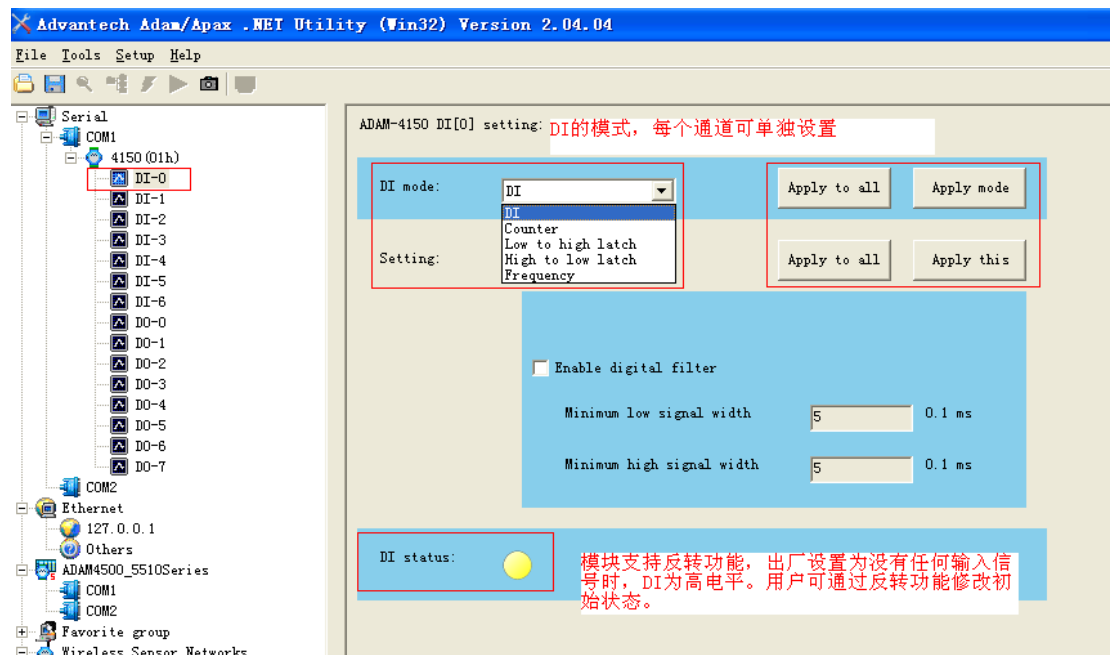 Advantech Adam/Apax .NET Utility (Win32) Version 2.04.04
File Tools Setup Help
Serial
COM1
4150(01h)
DI-0
DI-1
DI-2
DI-3
DI-4
DI-5
DI-6
DO-0
DO-1
DO-2
DO-3
DO-4
DO-5
DO-6
DO-7
COM2
Ethernet
127.0.0.1
Others
ADAM4500_5510Series
COM1
COM2
Favorite group
Wireless Sensor Networks
ADAM-4150 DI[0] setting:
DI的模式，每个通道可单独设置
DI mode:
DI
Apply to all
Apply mode
DI
Counter
Low to high latch
High to low latch
Frequency
Setting:
Apply to all
Apply this
Enable digital filter
Minimum low signal width 5 0.1 ms
Minimum high signal width 5 0.1 ms
DI status:
模块支持反转功能，出厂设置为没有任何输入信
号时，DI为高电平。用户可通过反转功能修改初
始状态。